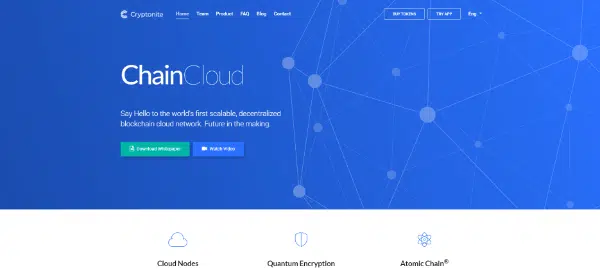 Cryptonite
Home Team Product FAQ Blog Contact
BUY TOKENS TRY APP Eng
ChainCloud
Say Hello to the world's first scalable, decentralized
blockchain cloud network. Future in the making.
Download Whitepaper Watch Video
Cloud Nodes Quantum Encryption Atomic Chain®